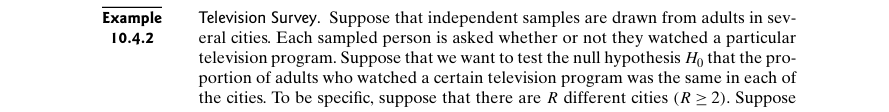 Example
10.4.2
Television Survey. Suppose that independent samples are drawn from adults in sev-
eral cities. Each sampled person is asked whether or not they watched a particular
television program. Suppose that we want to test the null hypothesis H0 that the pro-
portion of adults who watched a certain television program was the same in each of
the cities. To be specific, suppose that there are R different cities (R ≥ 2). Suppose